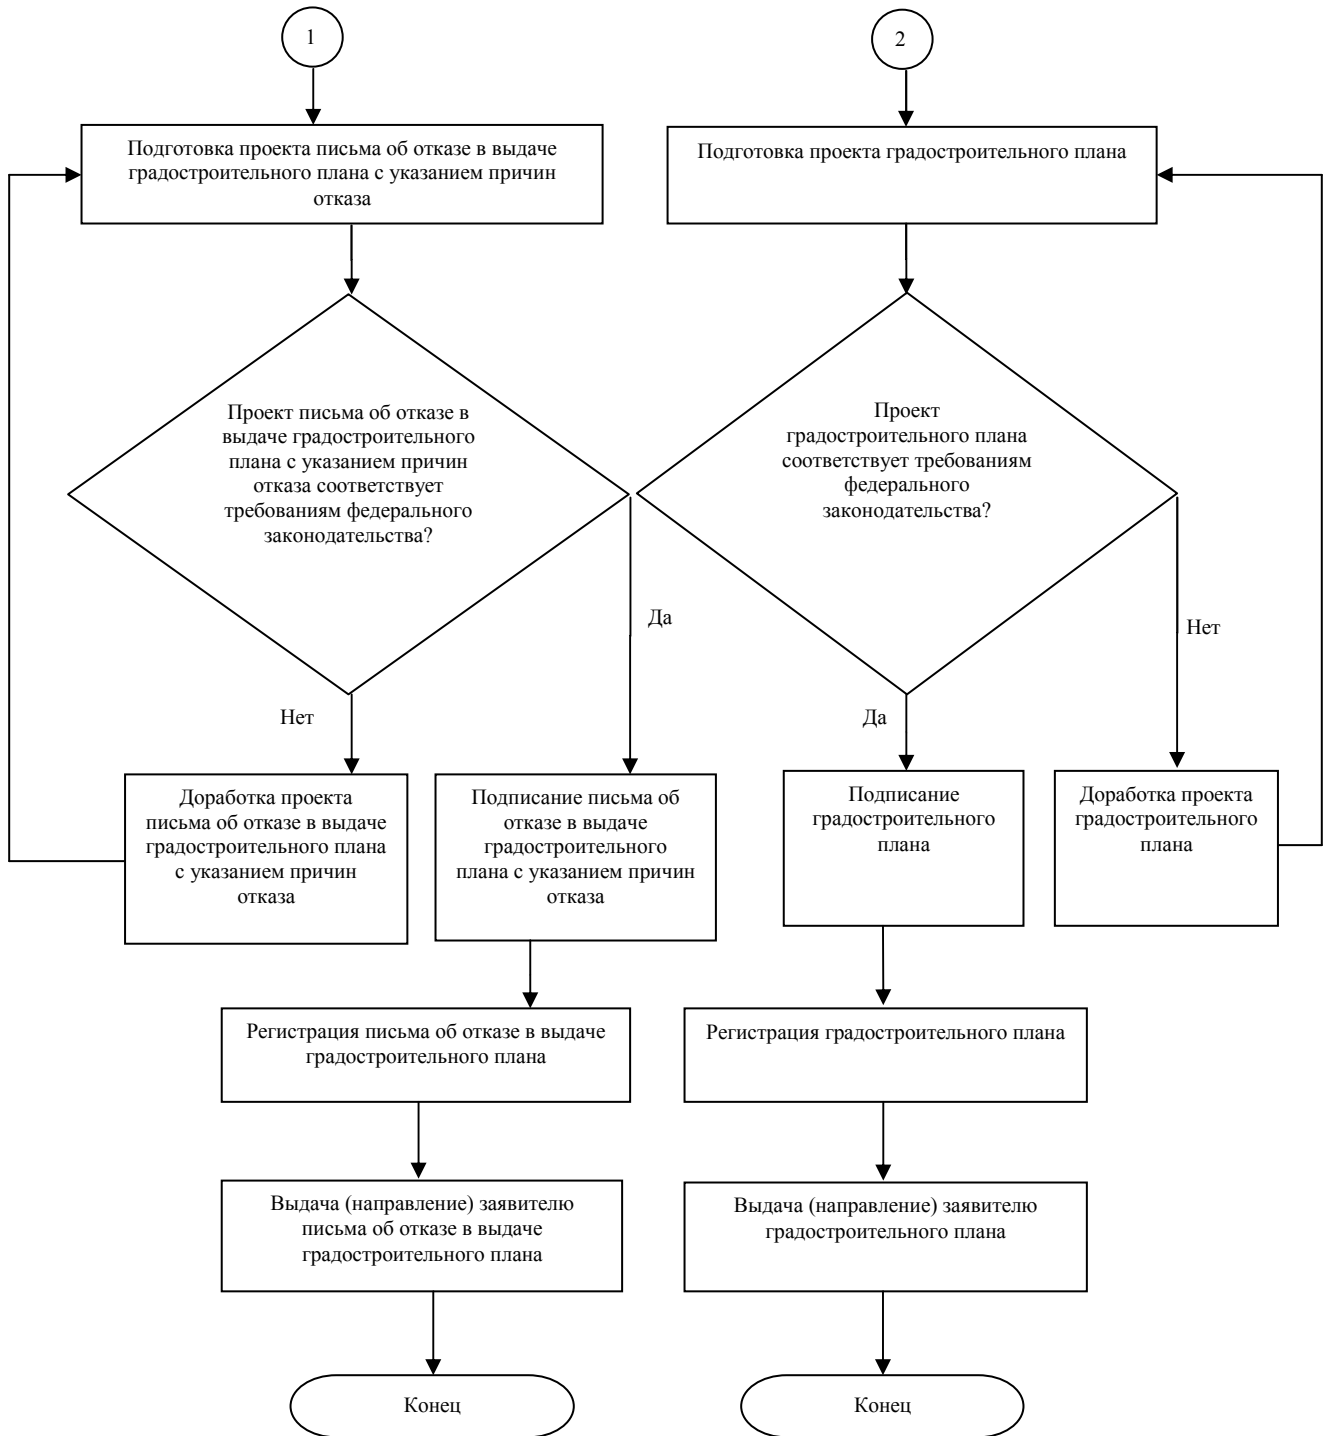 1
2
Подготовка проекта письма об отказе в выдаче
градостроительного плана с указанием причин
отказа
Подготовка проекта градостроительного плана
Проект письма об отказе в
выдаче градостроительного
плана с указанием причин
отказа соответствует
требованиям федерального
законодательства?
Проект
градостроительного плана
соответствует требованиям
федерального
законодательства?
Да
Нет
Нет
Да
Доработка проекта
письма об отказе в выдаче
градостроительного плана
с указанием причин
отказа
Подписание письма об
отказе в выдаче
градостроительного
плана с указанием причин
отказа
Подписание
градостроительного
плана
Доработка проекта
градостроительного
плана
Регистрация письма об отказе в выдаче
градостроительного плана
Регистрация градостроительного плана
Выдача (направление) заявителю
письма об отказе в выдаче
градостроительного плана
Выдача (направление) заявителю
градостроительного плана
Конец
Конец